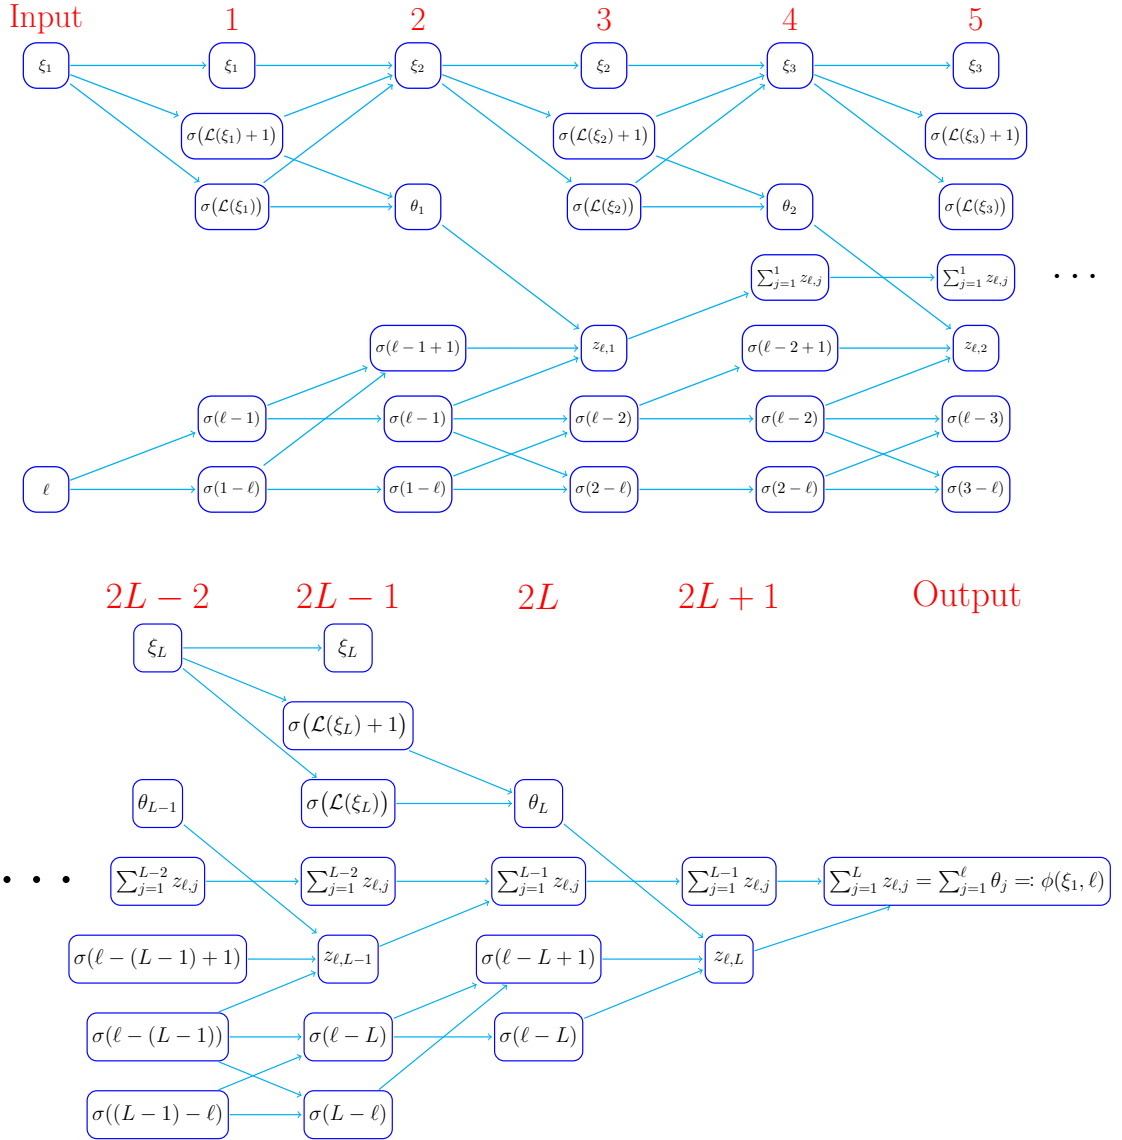 Input 1 2 3 4 5
ξ₁ ξ₁ ξ₂ ξ₂ ξ₃ ξ₃
σ(ℒ(ξ₁) + 1) σ(ℒ(ξ₂) + 1) σ(ℒ(ξ₃) + 1)
σ(ℒ(ξ₁)) θ₁ σ(ℒ(ξ₂)) θ₂ σ(ℒ(ξ₃))
∑_{j=1}^{1} z_{ℓ,j} ∑_{j=1}^{1} z_{ℓ,j} ···
σ(ℓ − 1 + 1) z_{ℓ,1} σ(ℓ − 2 + 1) z_{ℓ,2}
σ(ℓ − 1) σ(ℓ − 1) σ(ℓ − 2) σ(ℓ − 2) σ(ℓ − 3)
ℓ σ(1 − ℓ) σ(1 − ℓ) σ(2 − ℓ) σ(2 − ℓ) σ(3 − ℓ)
2L − 2 2L − 1 2L 2L + 1 Output
ξ_L ξ_L
σ(ℒ(ξ_L) + 1)
θ_{L−1} σ(ℒ(ξ_L)) θ_L
··· ∑_{j=1}^{L−2} z_{ℓ,j} ∑_{j=1}^{L−2} z_{ℓ,j} ∑_{j=1}^{L−1} z_{ℓ,j} ∑_{j=1}^{L−1} z_{ℓ,j} ∑_{j=1}^{L} z_{ℓ,j} = ∑_{j=1}^{ℓ} θ_j =: ϕ(ξ₁, ℓ)
σ(ℓ − (L − 1) + 1) z_{ℓ,L−1} σ(ℓ − L + 1) z_{ℓ,L}
σ(ℓ − (L − 1)) σ(ℓ − L) σ(ℓ − L)
σ((L − 1) − ℓ) σ(L − ℓ)